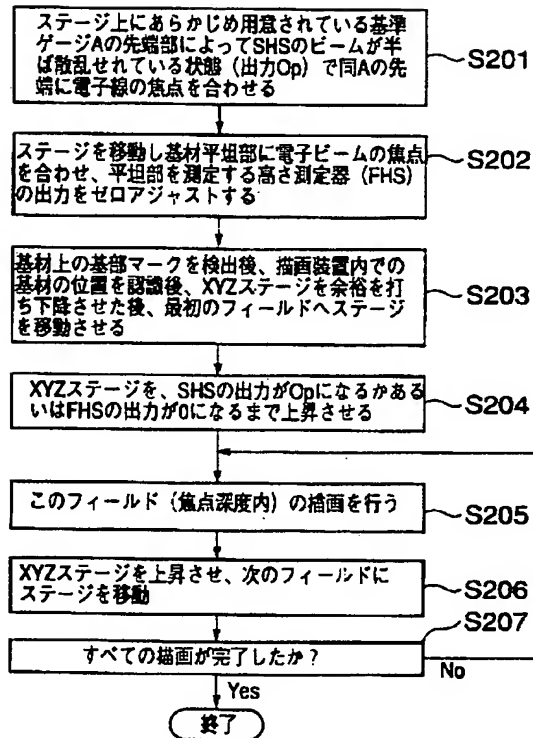 ステージ上にあらかじめ用意されている基準
ゲージAの先端部によってSHSのビームが半
ば散乱せれている状態（出力Op）で同Aの先
端に電子線の焦点を合わせる
S201
ステージを移動し基材平坦部に電子ビームの焦点
を合わせ、平坦部を測定する高さ測定器（FHS）
の出力をゼロアジャストする
S202
基材上の基部マークを検出後、描画装置内での
基材の位置を認識後、XYZステージを余裕を打
ち下降させた後、最初のフィールドへステージ
を移動させる
S203
XYZステージを、SHSの出力がOpになるかある
いはFHSの出力が0になるまで上昇させる
S204
このフィールド（焦点深度内）の描画を行う
S205
XYZステージを上昇させ、次のフィールドに
ステージを移動
S206
S207
すべての描画が完了したか？
No
Yes
終了